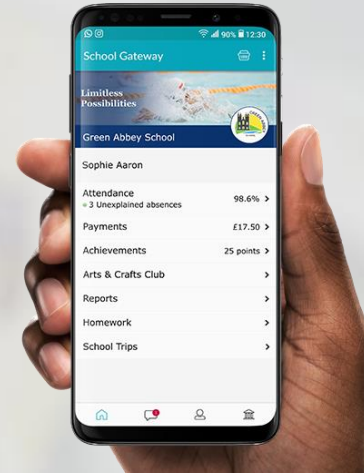 90% 12:30
School Gateway
Limitless
Possibilities
Green Abbey School
Sophie Aaron
Attendance
3 Unexplained absences
98.6%
Payments
£17.50
Achievements
25 points
Arts & Crafts Club
Reports
Homework
School Trips